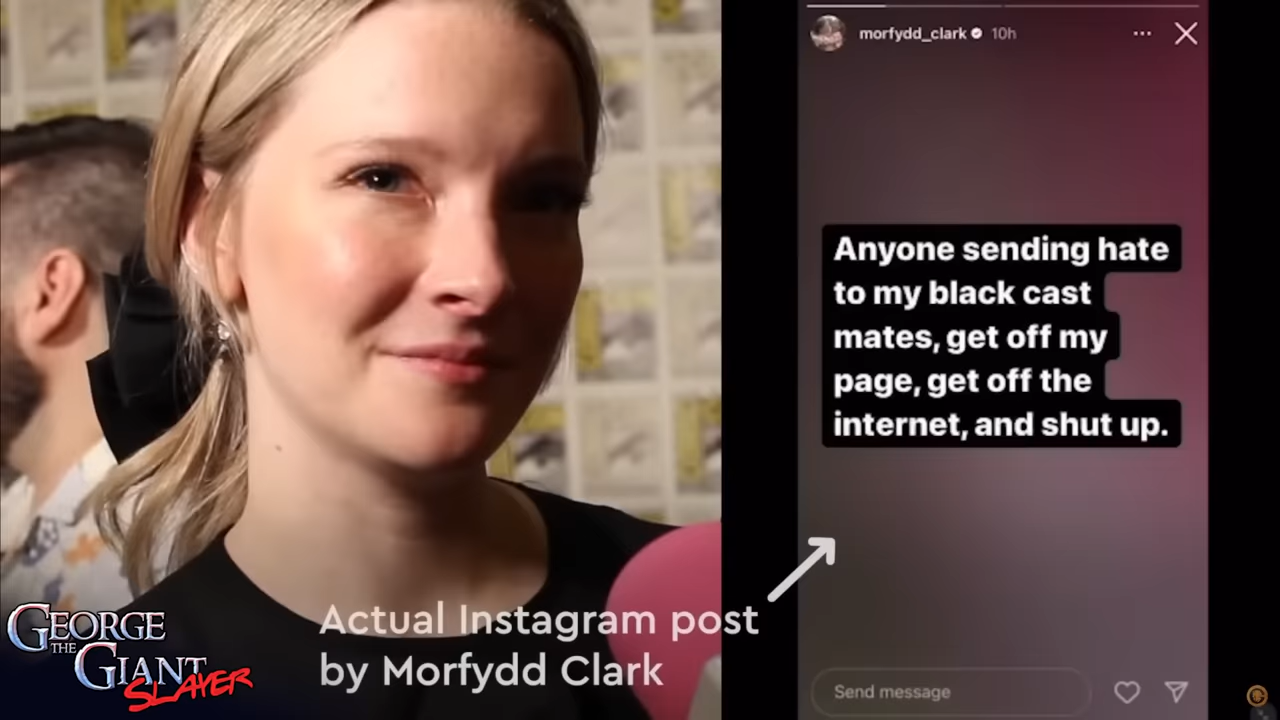 morfydd_clark 10h
Anyone sending hate
to my black cast
mates, get off my
page, get off the
internet, and shut up.
Actual Instagram post
by Morfydd Clark
GEORGE
THE
GIANT
SLAYER
Send message